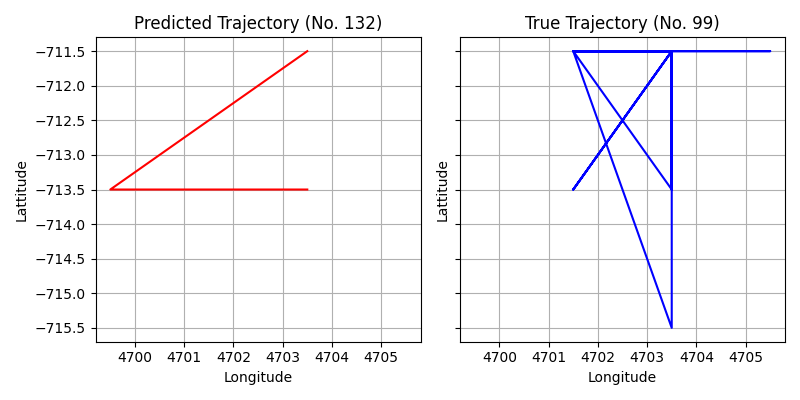 Predicted Trajectory (No. 132)
True Trajectory (No. 99)
−711.5
−712.0
−712.5
−713.0
−713.5
−714.0
−714.5
−715.0
−715.5
Lattitude
Lattitude
4700 4701 4702 4703 4704 4705
4700 4701 4702 4703 4704 4705
Longitude
Longitude